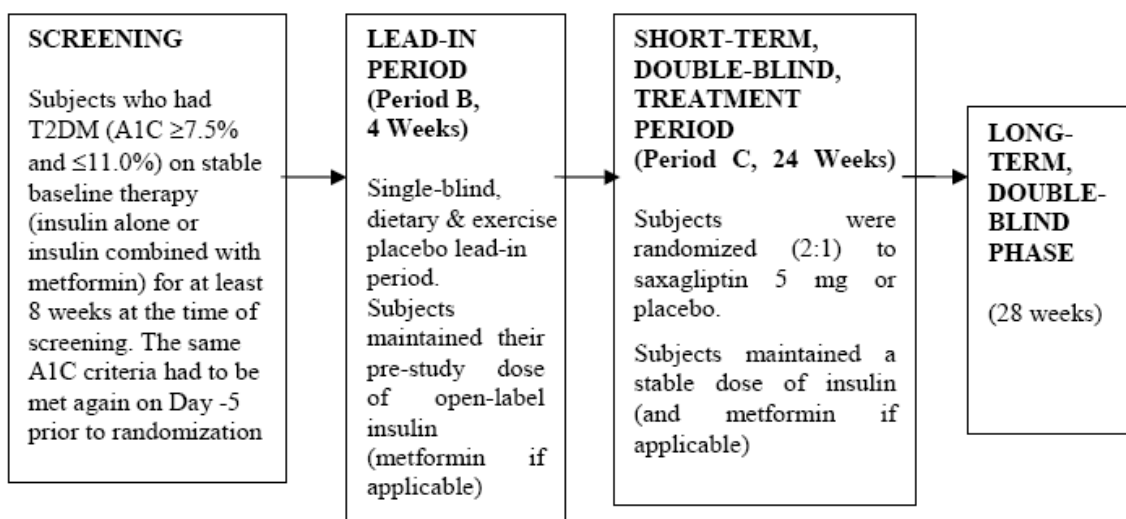 SCREENING
Subjects who had
T2DM (A1C ≥7.5%
and ≤11.0%) on stable
baseline therapy
(insulin alone or
insulin combined with
metformin) for at least
8 weeks at the time of
screening. The same
A1C criteria had to be
met again on Day -5
prior to randomization
LEAD-IN
PERIOD
(Period B,
4 Weeks)
Single-blind,
dietary & exercise
placebo lead-in
period.
Subjects
maintained their
pre-study dose
of open-label
insulin
(metformin if
applicable)
SHORT-TERM,
DOUBLE-BLIND,
TREATMENT
PERIOD
(Period C, 24 Weeks)
Subjects were
randomized (2:1) to
saxagliptin 5 mg or
placebo.
Subjects maintained a
stable dose of insulin
(and metformin if
applicable)
LONG-
TERM,
DOUBLE-
BLIND
PHASE
(28 weeks)